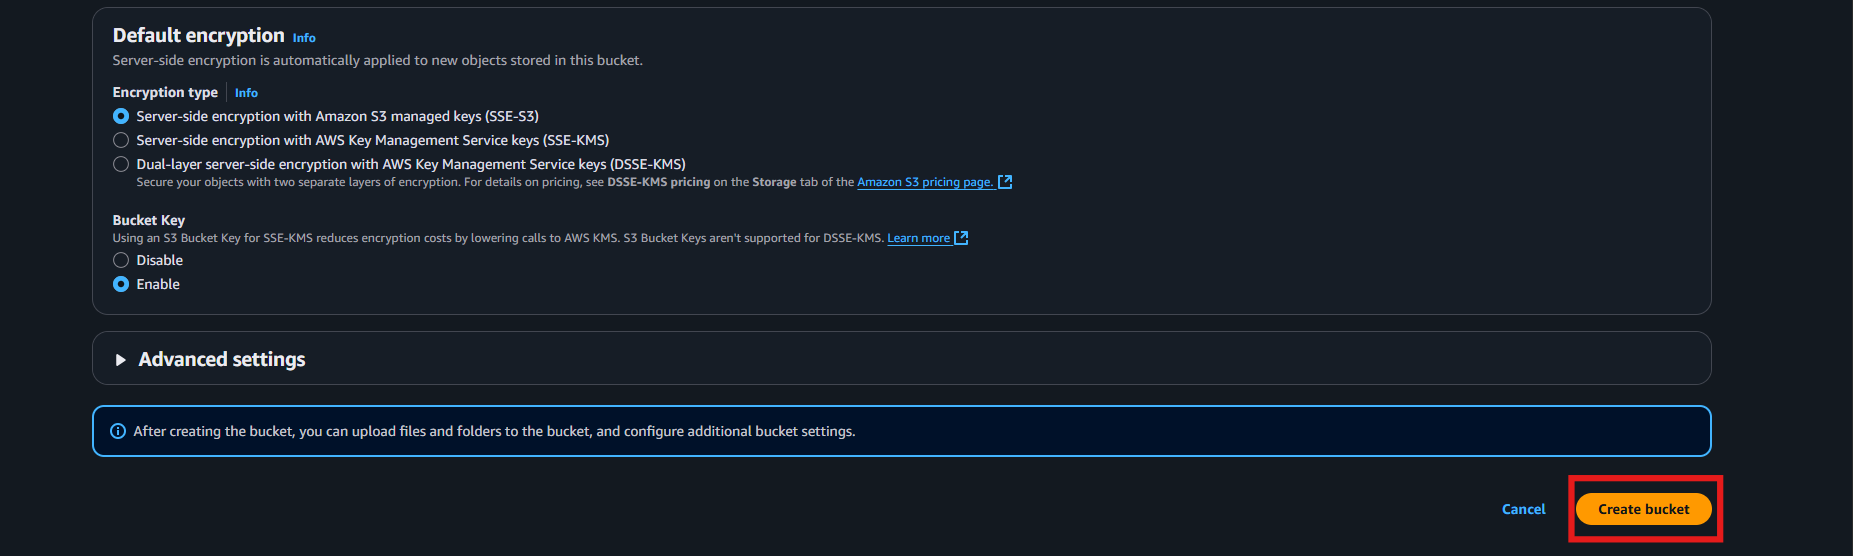 Default encryption Info
Server-side encryption is automatically applied to new objects stored in this bucket.
Encryption type Info
Server-side encryption with Amazon S3 managed keys (SSE-S3)
Server-side encryption with AWS Key Management Service keys (SSE-KMS)
Dual-layer server-side encryption with AWS Key Management Service keys (DSSE-KMS)
Secure your objects with two separate layers of encryption. For details on pricing, see DSSE-KMS pricing on the Storage tab of the Amazon S3 pricing page.
Bucket Key
Using an S3 Bucket Key for SSE-KMS reduces encryption costs by lowering calls to AWS KMS. S3 Bucket Keys aren't supported for DSSE-KMS. Learn more
Disable
Enable
Advanced settings
After creating the bucket, you can upload files and folders to the bucket, and configure additional bucket settings.
Cancel Create bucket